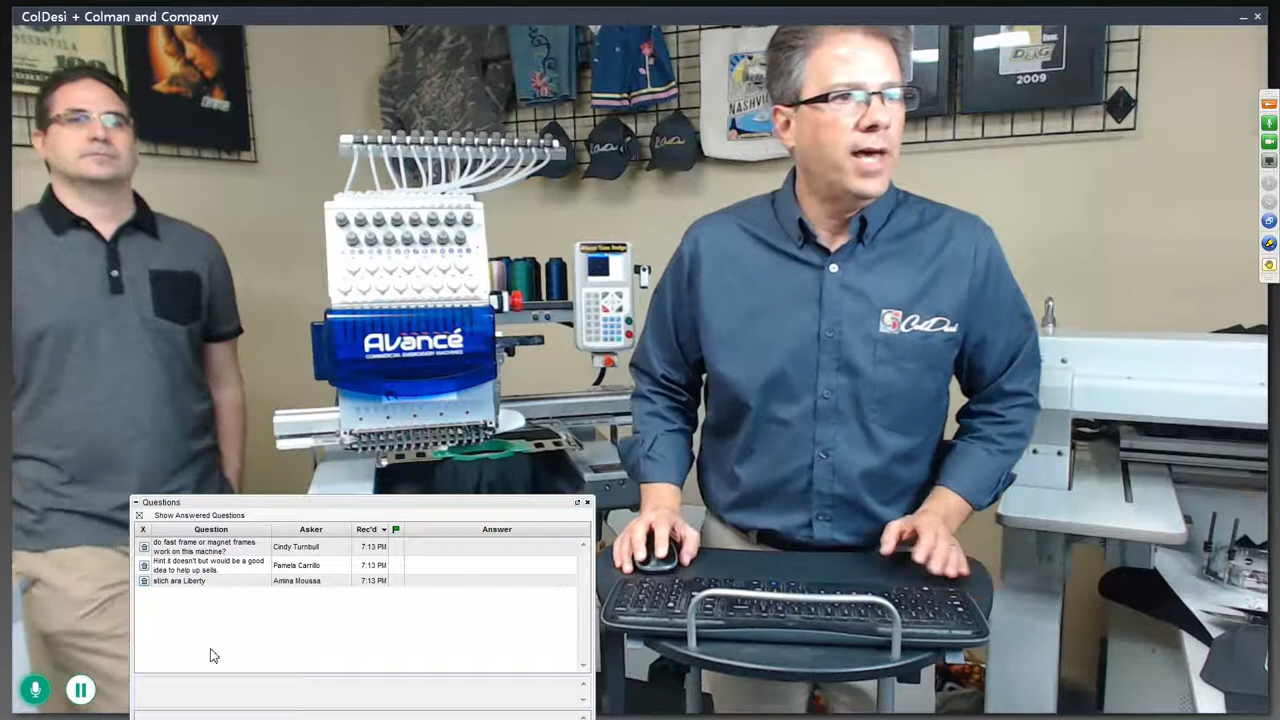 ColDesi + Colman and Company
NASHVILLE
2009
Avancé
COMMERCIAL EMBROIDERY MACHINES
ColDesi
Questions
Show Answered Questions
X Question Asker Rec'd Answer
do fast frame or magnet frames
work on this machine?
Cindy Turnbull 7:13 PM
Hint it doesn't but would be a good
idea to help up sells.
Pamela Carrillo 7:13 PM
stich ara Liberty Amina Moussa 7:13 PM